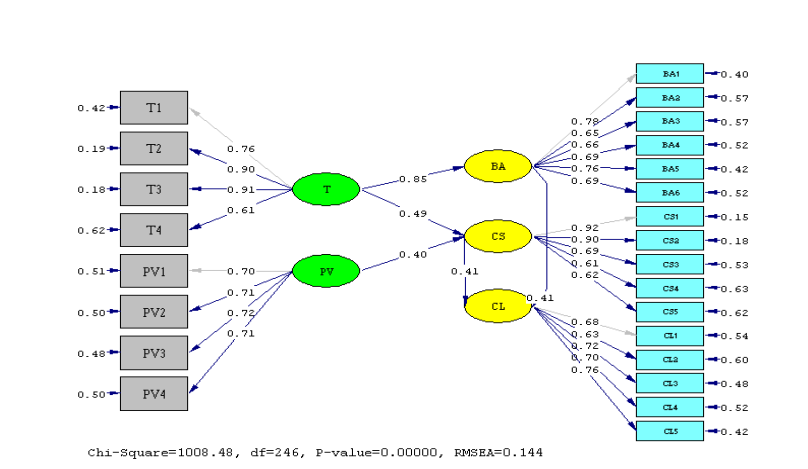 0.42 T1
0.19 T2
0.18 T3
0.62 T4
0.51 PV1
0.50 PV2
0.48 PV3
0.50 PV4
0.76
0.90
0.91
0.61
0.70
0.71
0.72
0.71
T
PV
0.85
0.49
0.40
BA
CS
0.41
CL
0.41
0.78
0.65
0.66
0.69
0.76
0.69
0.92
0.90
0.69
0.61
0.62
0.68
0.63
0.72
0.70
0.76
BA1 0.40
BA2 0.57
BA3 0.57
BA4 0.52
BA5 0.42
BA6 0.52
CS1 0.15
CS2 0.18
CS3 0.53
CS4 0.63
CS5 0.62
CL1 0.54
CL2 0.60
CL3 0.48
CL4 0.52
CL5 0.42
Chi-Square=1008.48, df=246, P-value=0.00000, RMSEA=0.144